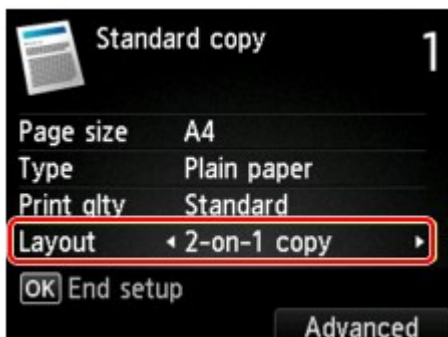 Standard copy 1
Page size A4
Type Plain paper
Print qlty Standard
Layout 2-on-1 copy
OK End setup
Advanced